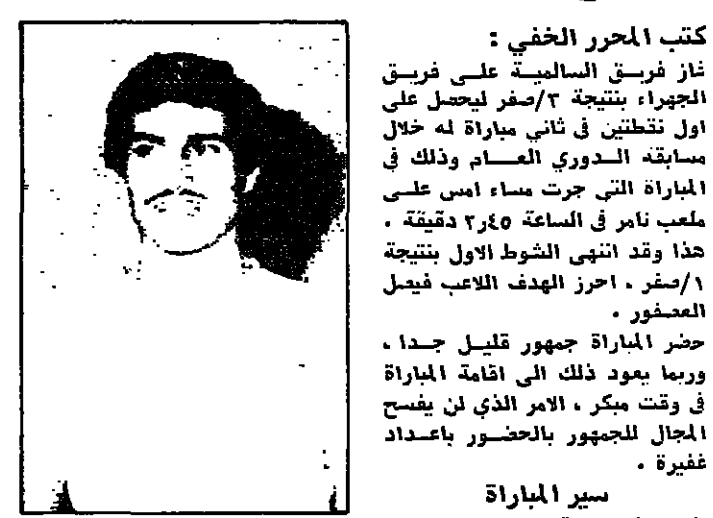 كتب المحرر الخفي :
فاز فريق السالمية على فريق
الجهراء بنتيجة ٣/صفر ليحصل على
اول نقطتين في ثاني مباراة له خلال
مسابقة الدوري العام وذلك في
المباراة التي جرت مساء امس على
ملعب نامر في الساعة ٢٫٤٥ دقيقة .
هذا وقد انتهى الشوط الاول بنتيجة
١/صفر . احرز الهدف اللاعب فيصل
العصفور .
حضر المباراة جمهور قليل جدا .
وربما يعود ذلك الى اقامة المباراة
في وقت مبكر ، الامر الذي لن يفسح
المجال للجمهور بالحضور باعداد
غفيرة .
سير المباراة